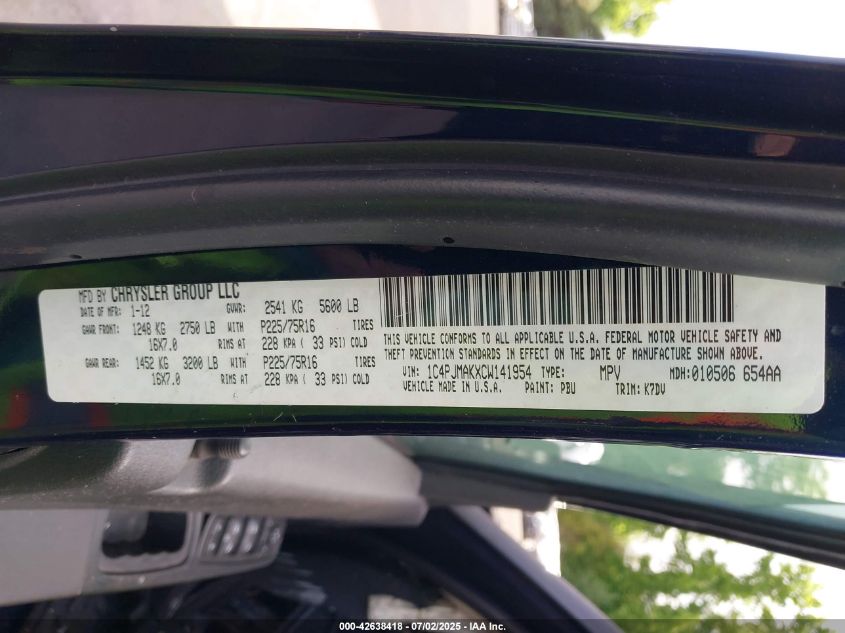 MFD BY CHRYSLER GROUP LLC
DATE OF MFR: 1-12 GVWR: 2541 KG 5600 LB
GAWR FRONT: 1248 KG 2750 LB WITH P225/75R16 TIRES
16X7.0 RIMS AT 228 KPA ( 33 PSI) COLD
GAWR REAR: 1452 KG 3200 LB WITH P225/75R16 TIRES
16X7.0 RIMS AT 228 KPA ( 33 PSI) COLD
THIS VEHICLE CONFORMS TO ALL APPLICABLE U.S.A. FEDERAL MOTOR VEHICLE SAFETY AND
THEFT PREVENTION STANDARDS IN EFFECT ON THE DATE OF MANUFACTURE SHOWN ABOVE.
VIN: 1C4PJMAKXCW141954 TYPE: MPV MDH:010506 654AA
VEHICLE MADE IN U.S.A. PAINT: PBU TRIM: K7DV
000-42638418 - 07/02/2025 - IAA Inc.